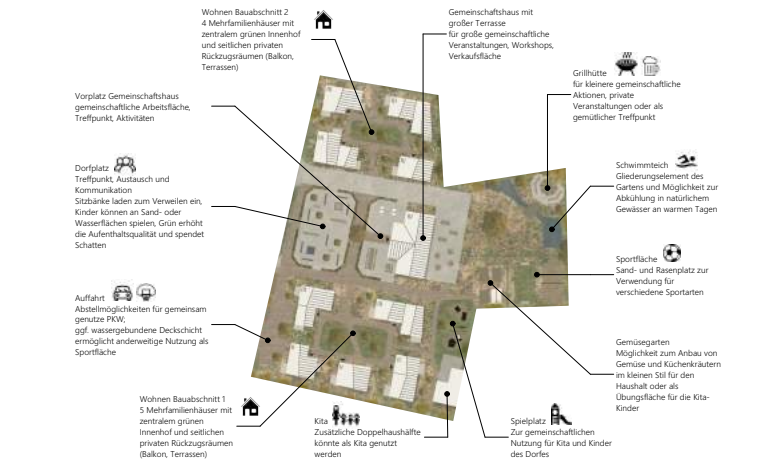 Wohnen Bauabschnitt 2
4 Mehrfamilienhäuser mit
zentralem grünen Innenhof
und seitlichen privaten
Rückzugsräumen (Balkon,
Terrassen)
Gemeinschaftshaus mit
großer Terrasse
für große gemeinschaftliche
Veranstaltungen, Workshops,
Verkaufsfläche
Grillhütte
für kleinere gemeinschaftliche
Aktionen, private
Veranstaltungen oder als
gemütlicher Treffpunkt
Vorplatz Gemeinschaftshaus
gemeinschaftliche Arbeitsfläche,
Treffpunkt, Aktivitäten
Dorfplatz
Treffpunkt, Austausch und
Kommunikation
Sitzbänke laden zum Verweilen ein,
Kinder können an Sand- oder
Wasserflächen spielen, Grün erhöht
die Aufenthaltsqualität und spendet
Schatten
Schwimmteich
Gliederungselement des
Gartens und Möglichkeit zur
Abkühlung in natürlichem
Gewässer an warmen Tagen
Sportfläche
Sand- und Rasenplatz zur
Verwendung für
verschiedene Sportarten
Auffahrt
Abstellmöglichkeiten für gemeinsam
genutze PKW;
ggf. wassergebundene Deckschicht
ermöglicht anderweitige Nutzung als
Sportfläche
Gemüsegarten
Möglichkeit zum Anbau von
Gemüse und Küchenkräutern
im kleinen Stil für den
Haushalt oder als
Übungsfläche für die Kita-
Kinder
Wohnen Bauabschnitt 1
5 Mehrfamilienhäuser mit
zentralem grünen
Innenhof und seitlichen
privaten Rückzugsräumen
(Balkon, Terrassen)
Kita
Zusätzliche Doppelhaushälfte
könnte als Kita genutzt
werden
Spielplatz
Zur gemeinschaftlichen
Nutzung für Kita und Kinder
des Dorfes